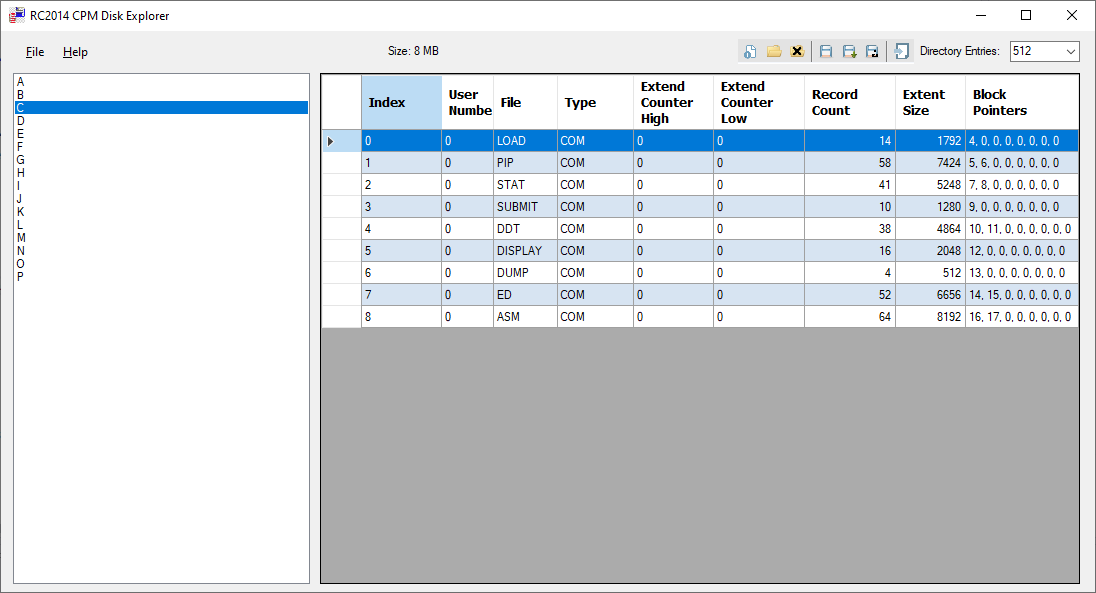 RC2014 CPM Disk Explorer
File Help Size: 8 MB Directory Entries: 512
A
B
C
D
E
F
G
H
I
J
K
L
M
N
O
P
Index User Numbe File Type Extend Counter High Extend Counter Low Record Count Extent Size Block Pointers
0 0 LOAD COM 0 0 14 1792 4, 0, 0, 0, 0, 0, 0, 0
1 0 PIP COM 0 0 58 7424 5, 6, 0, 0, 0, 0, 0, 0
2 0 STAT COM 0 0 41 5248 7, 8, 0, 0, 0, 0, 0, 0
3 0 SUBMIT COM 0 0 10 1280 9, 0, 0, 0, 0, 0, 0, 0
4 0 DDT COM 0 0 38 4864 10, 11, 0, 0, 0, 0, 0, 0
5 0 DISPLAY COM 0 0 16 2048 12, 0, 0, 0, 0, 0, 0, 0
6 0 DUMP COM 0 0 4 512 13, 0, 0, 0, 0, 0, 0, 0
7 0 ED COM 0 0 52 6656 14, 15, 0, 0, 0, 0, 0, 0
8 0 ASM COM 0 0 64 8192 16, 17, 0, 0, 0, 0, 0, 0